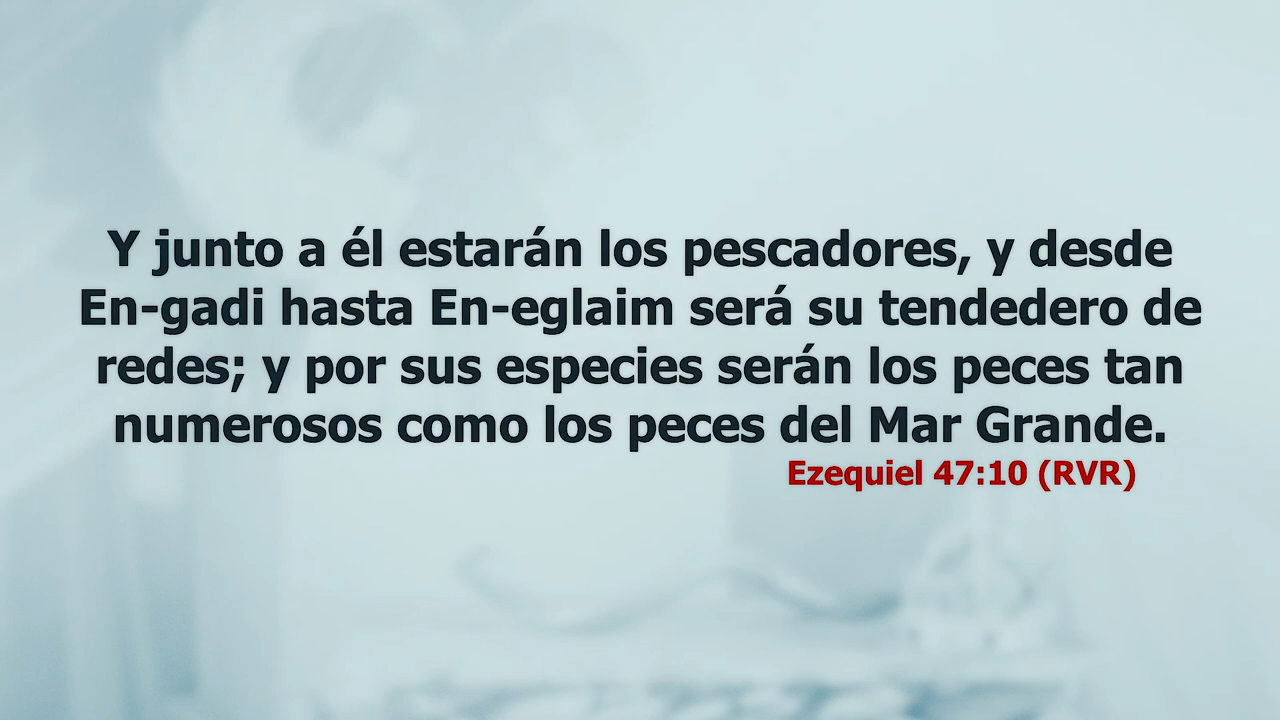 Y junto a él estarán los pescadores, y desde
En-gadi hasta En-eglaim será su tendedero de
redes; y por sus especies serán los peces tan
numerosos como los peces del Mar Grande.
Ezequiel 47:10 (RVR)